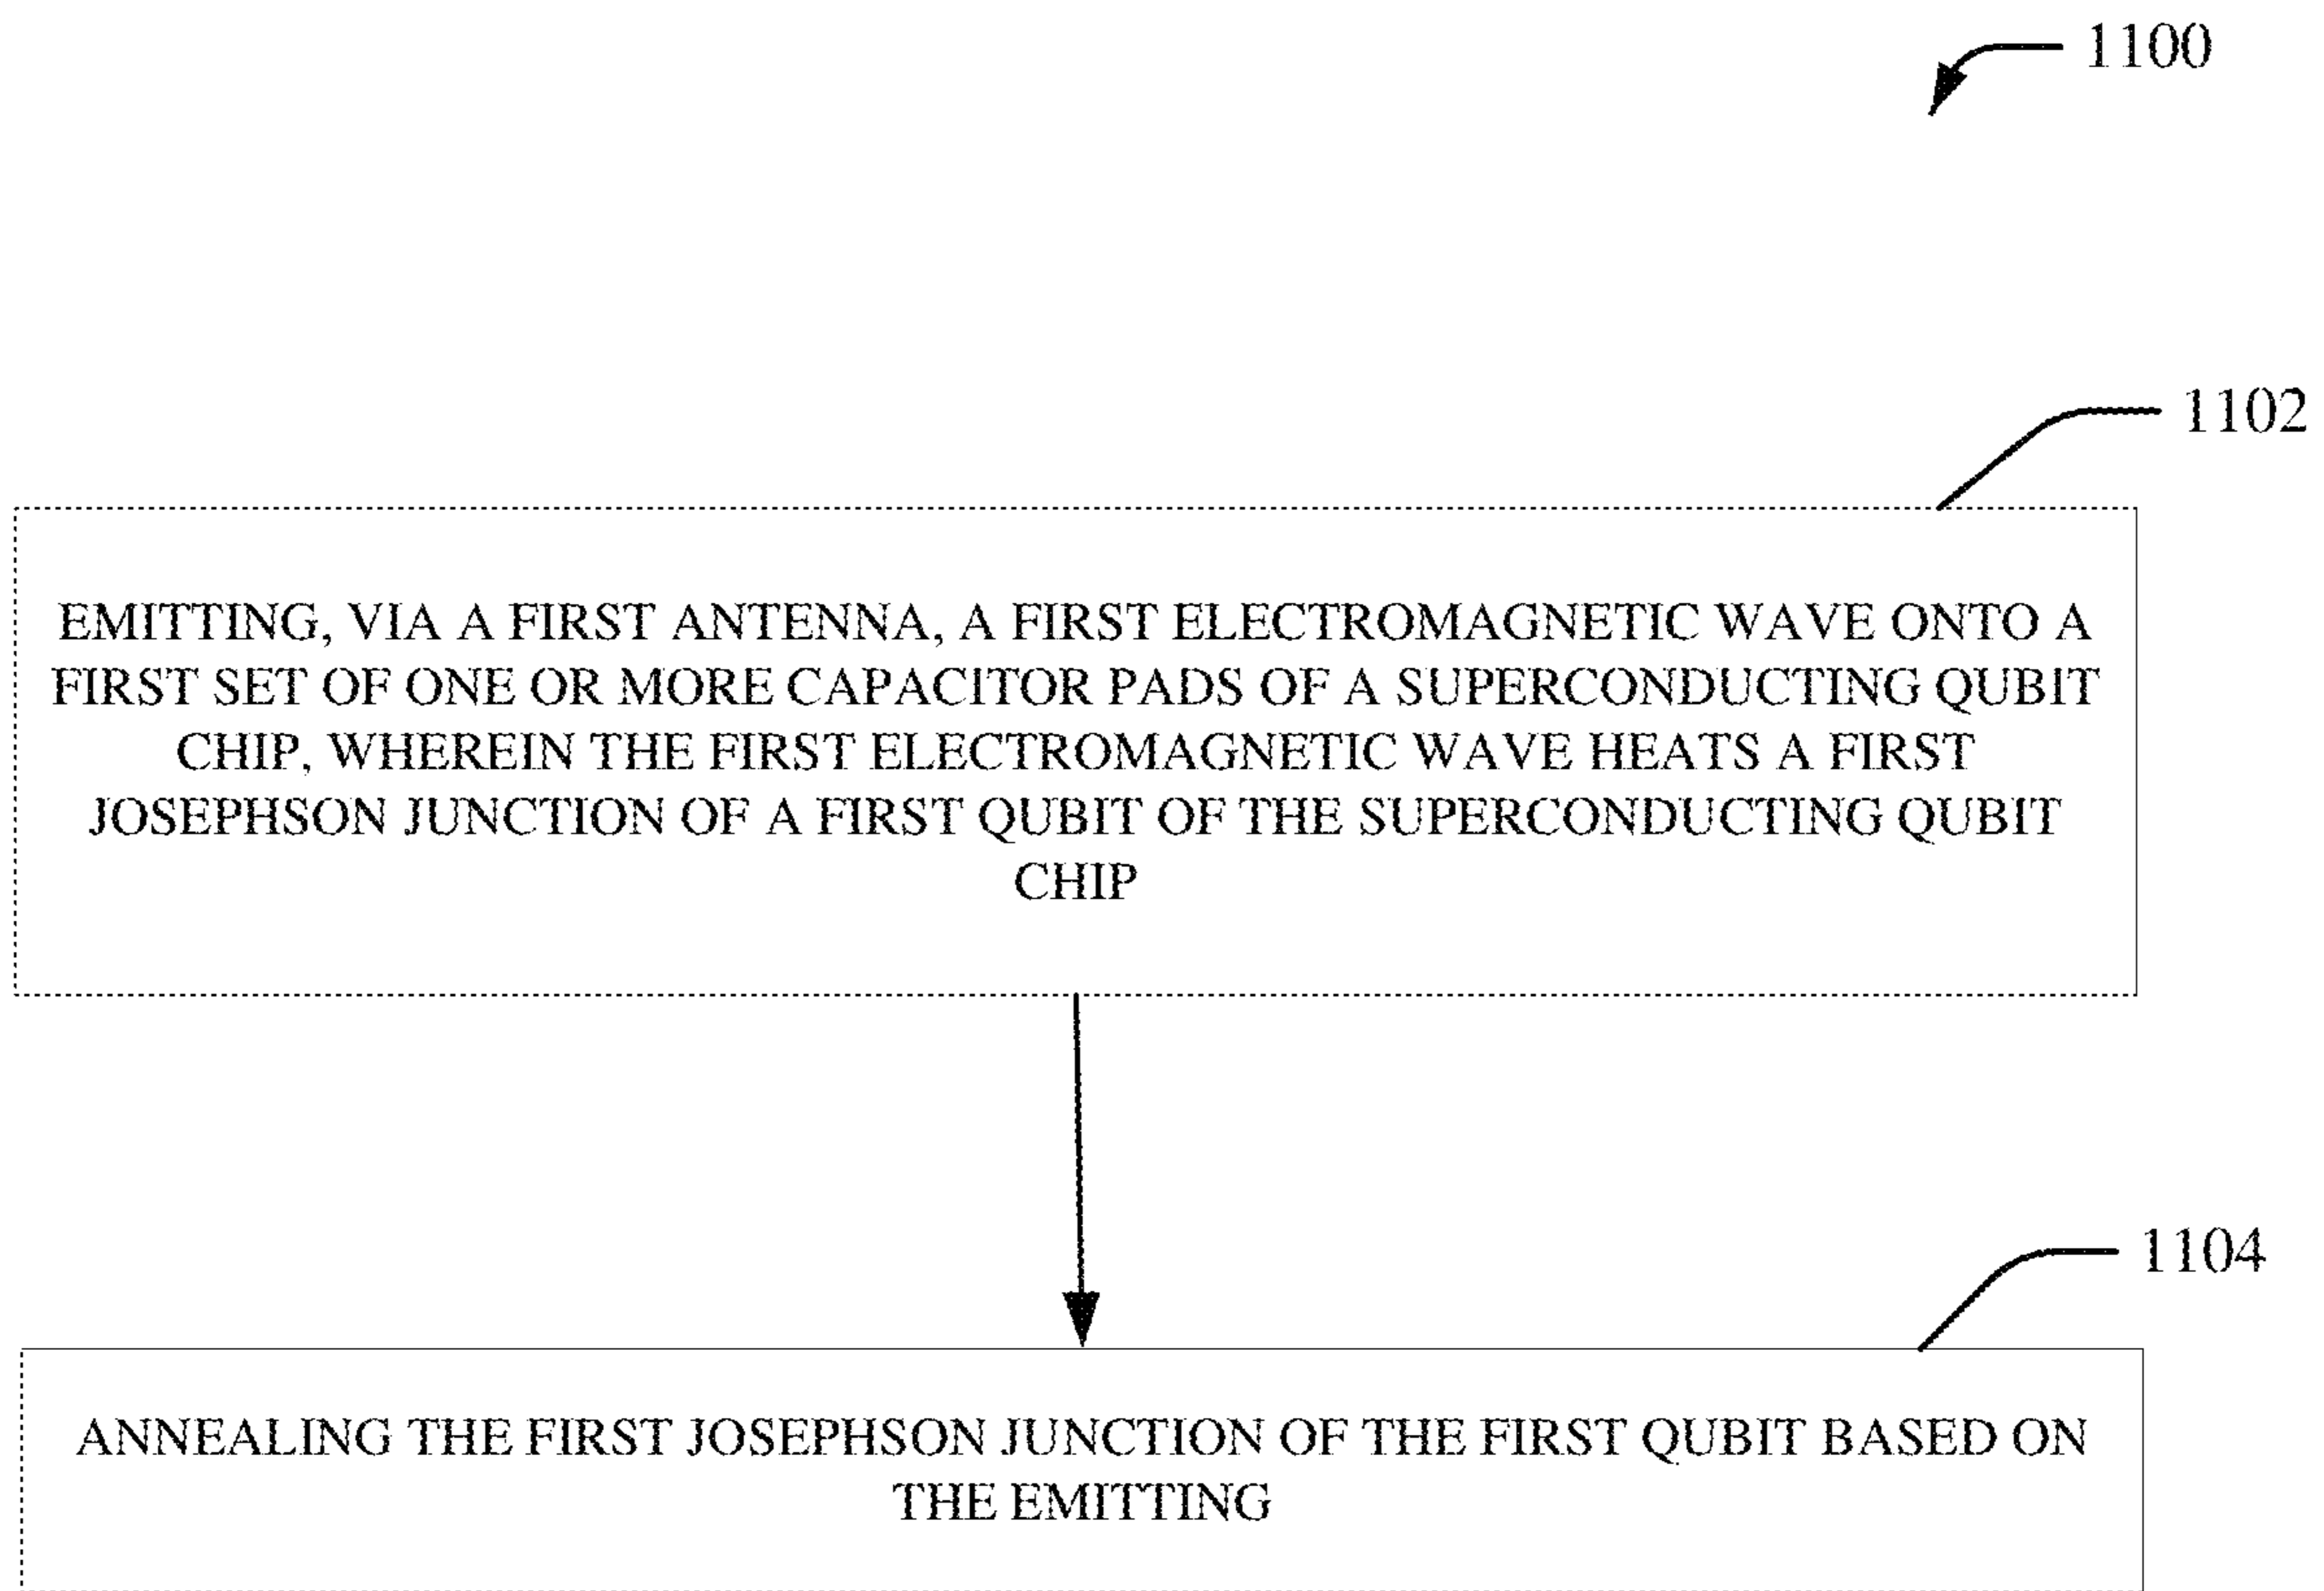 1100
1102
EMITTING, VIA A FIRST ANTENNA, A FIRST ELECTROMAGNETIC WAVE ONTO A
FIRST SET OF ONE OR MORE CAPACITOR PADS OF A SUPERCONDUCTING QUBIT
CHIP, WHEREIN THE FIRST ELECTROMAGNETIC WAVE HEATS A FIRST
JOSEPHSON JUNCTION OF A FIRST QUBIT OF THE SUPERCONDUCTING QUBIT
CHIP
1104
ANNEALING THE FIRST JOSEPHSON JUNCTION OF THE FIRST QUBIT BASED ON
THE EMITTING